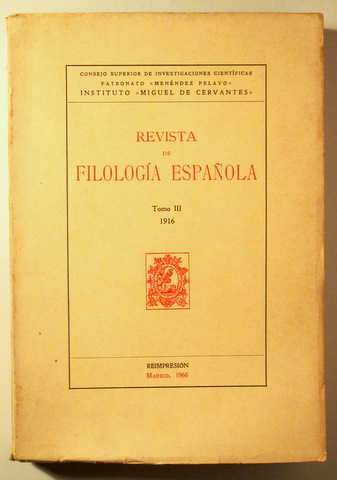 CONSEJO SUPERIOR DE INVESTIGACIONES CIENTÍFICAS
PATRONATO «MENÉNDEZ PELAYO»
INSTITUTO «MIGUEL DE CERVANTES»
REVISTA
DE
FILOLOGÍA ESPAÑOLA
Tomo III
1916
REIMPRESIÓN
MADRID, 1966